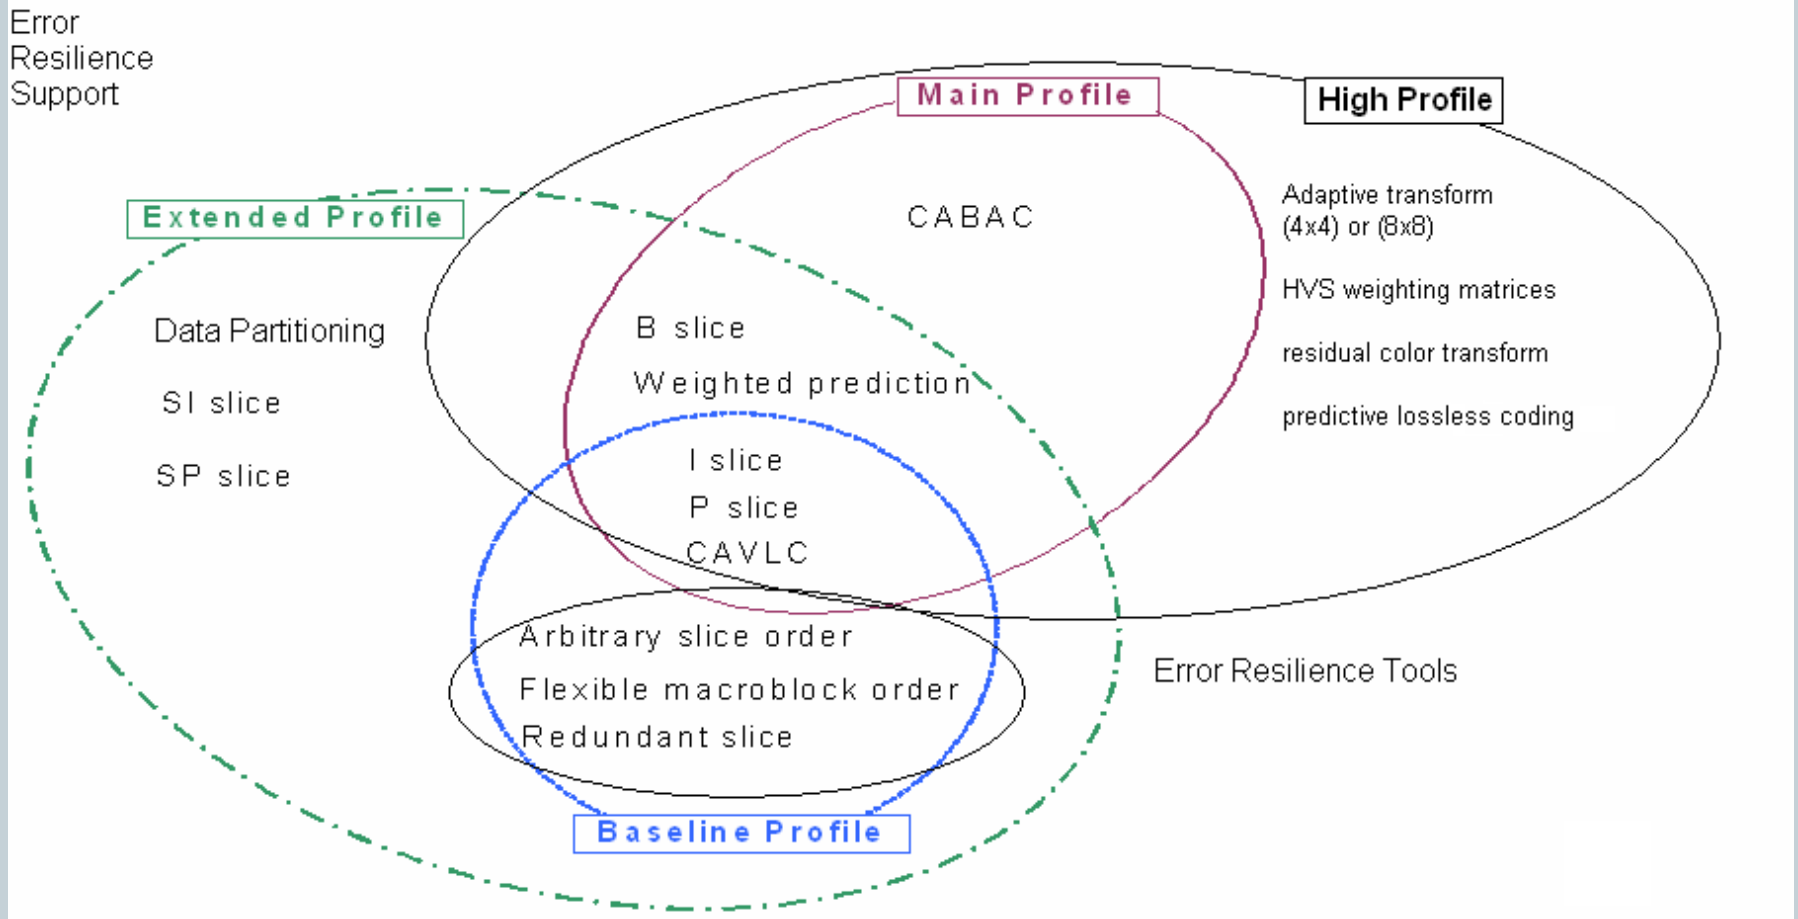 Error
Resilience
Support
Main Profile
High Profile
Extended Profile
CABAC
Adaptive transform
(4x4) or (8x8)
HVS weighting matrices
residual color transform
predictive lossless coding
Data Partitioning
SI slice
SP slice
B slice
Weighted prediction
I slice
P slice
CAVLC
Arbitrary slice order
Flexible macroblock order
Redundant slice
Error Resilience Tools
Baseline Profile